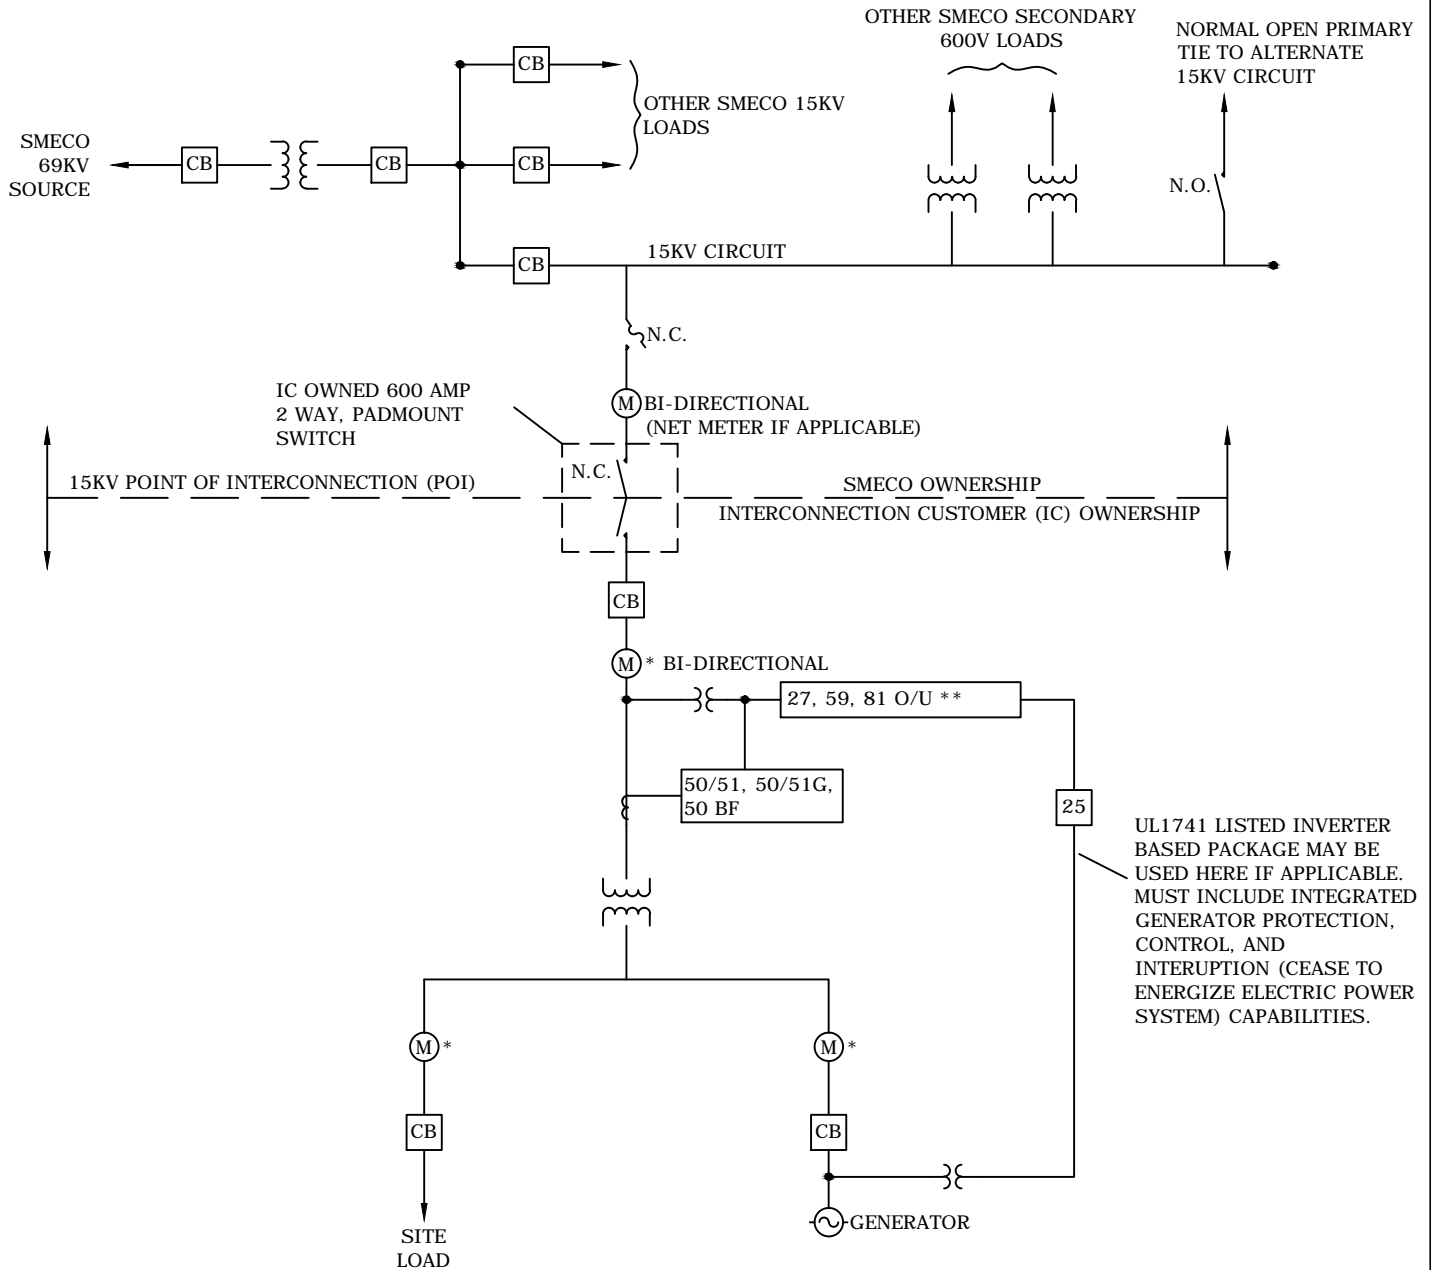 OTHER SMECO SECONDARY
600V LOADS
NORMAL OPEN PRIMARY
TIE TO ALTERNATE
15KV CIRCUIT
CB
OTHER SMECO 15KV
LOADS
SMECO
69KV
SOURCE
CB
CB
CB
N.O.
CB
15KV CIRCUIT
N.C.
IC OWNED 600 AMP
2 WAY, PADMOUNT
SWITCH
M
BI-DIRECTIONAL
(NET METER IF APPLICABLE)
N.C.
15KV POINT OF INTERCONNECTION (POI)
SMECO OWNERSHIP
INTERCONNECTION CUSTOMER (IC) OWNERSHIP
CB
M * BI-DIRECTIONAL
27, 59, 81 O/U **
50/51, 50/51G,
50 BF
25
UL1741 LISTED INVERTER
BASED PACKAGE MAY BE
USED HERE IF APPLICABLE.
MUST INCLUDE INTEGRATED
GENERATOR PROTECTION,
CONTROL, AND
INTERUPTION (CEASE TO
ENERGIZE ELECTRIC POWER
SYSTEM) CAPABILITIES.
M *
M *
CB
CB
GENERATOR
SITE
LOAD